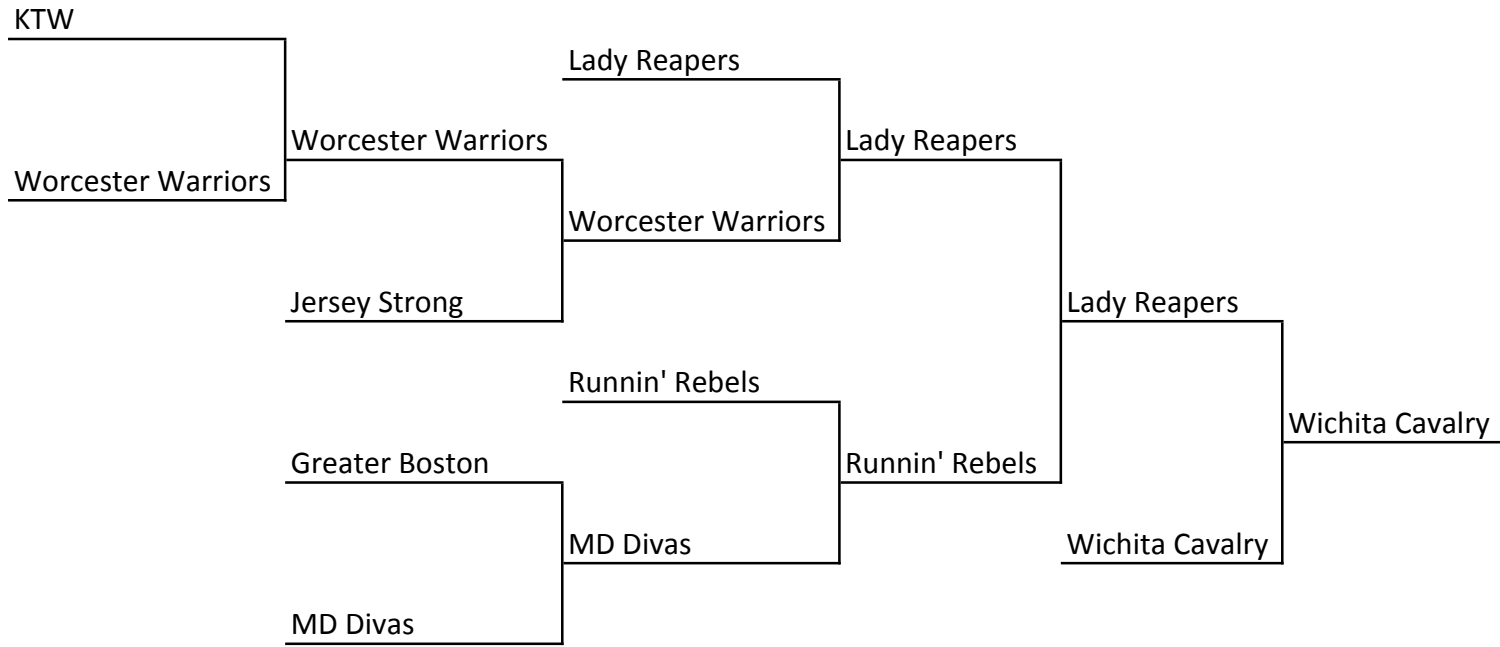 KTW
Lady Reapers
Worcester Warriors
Lady Reapers
Worcester Warriors
Worcester Warriors
Jersey Strong
Lady Reapers
Runnin' Rebels
Wichita Cavalry
Greater Boston
Runnin' Rebels
MD Divas
Wichita Cavalry
MD Divas